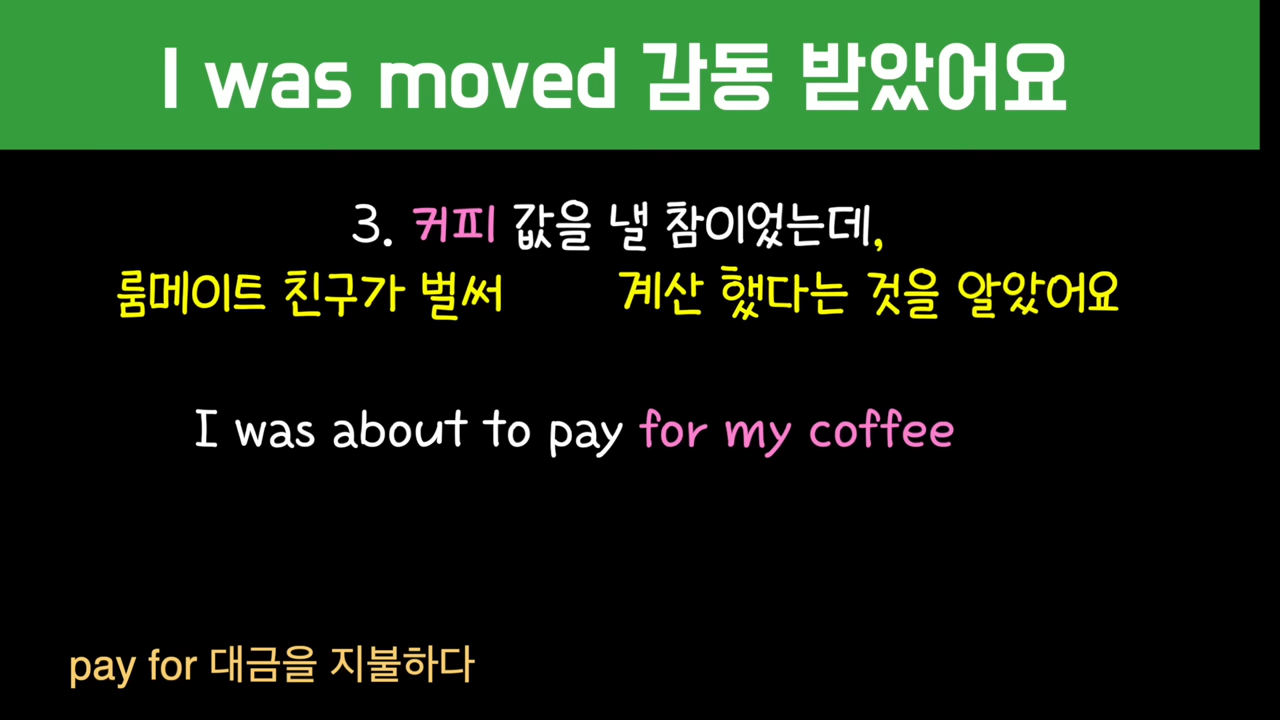 I was moved 감동 받았어요
3. 커피 값을 낼 참이었는데,
룸메이트 친구가 벌써 계산 했다는 것을 알았어요
I was about to pay for my coffee
pay for 대금을 지불하다